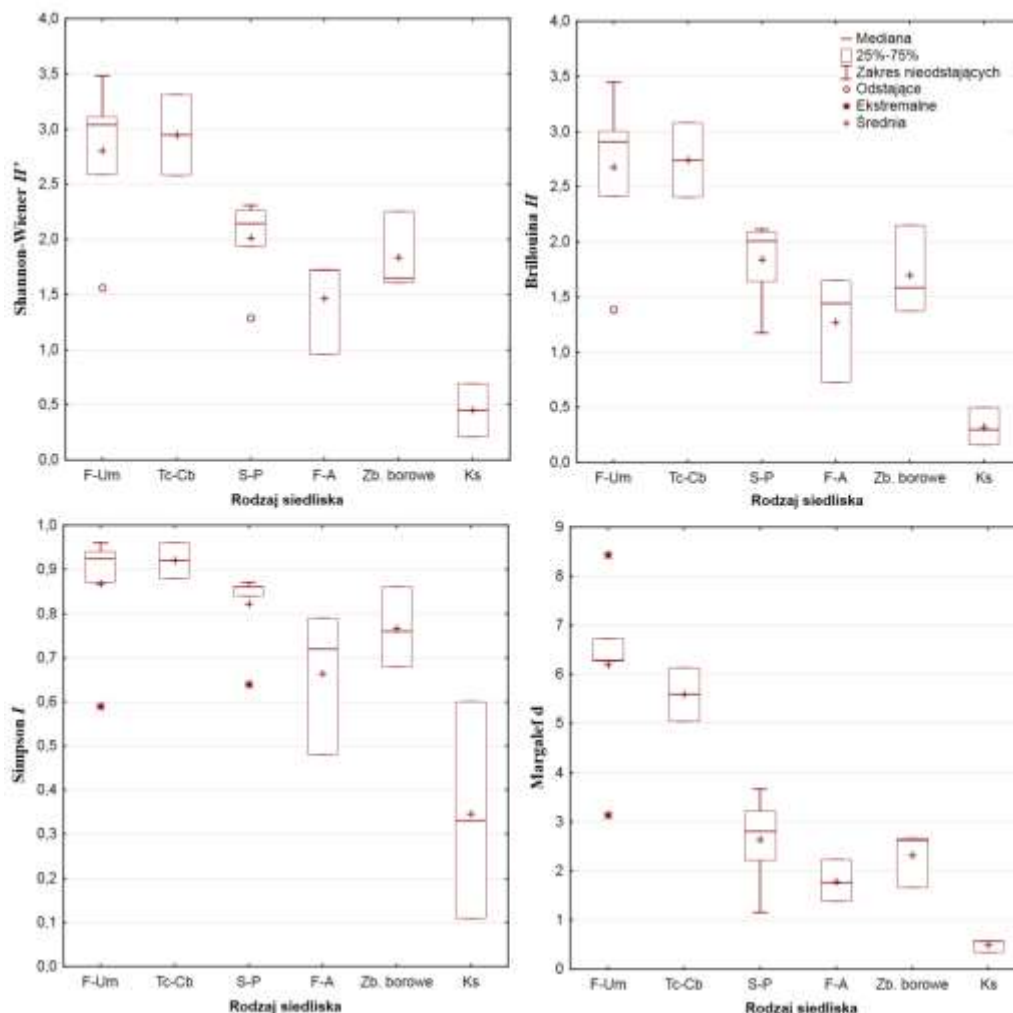 4,0
3,5
3,0
2,5
2,0
1,5
1,0
0,5
0,0
Shannon-Wiener H'
F-Um Tc-Cb S-P F-A Zb. borowe Ks
Rodzaj siedliska
4,0
3,5
3,0
2,5
2,0
1,5
1,0
0,5
0,0
Brillouina H
Mediana
25%-75%
Zakres nieodstających
Odstające
Ekstremalne
Średnia
F-Um Tc-Cb S-P F-A Zb. borowe Ks
Rodzaj siedliska
1,0
0,9
0,8
0,7
0,6
0,5
0,4
0,3
0,2
0,1
0,0
Simpson I
F-Um Tc-Cb S-P F-A Zb. borowe Ks
Rodzaj siedliska
9
8
7
6
5
4
3
2
1
0
Margalef d
F-Um Tc-Cb S-P F-A Zb. borowe Ks
Rodzaj siedliska